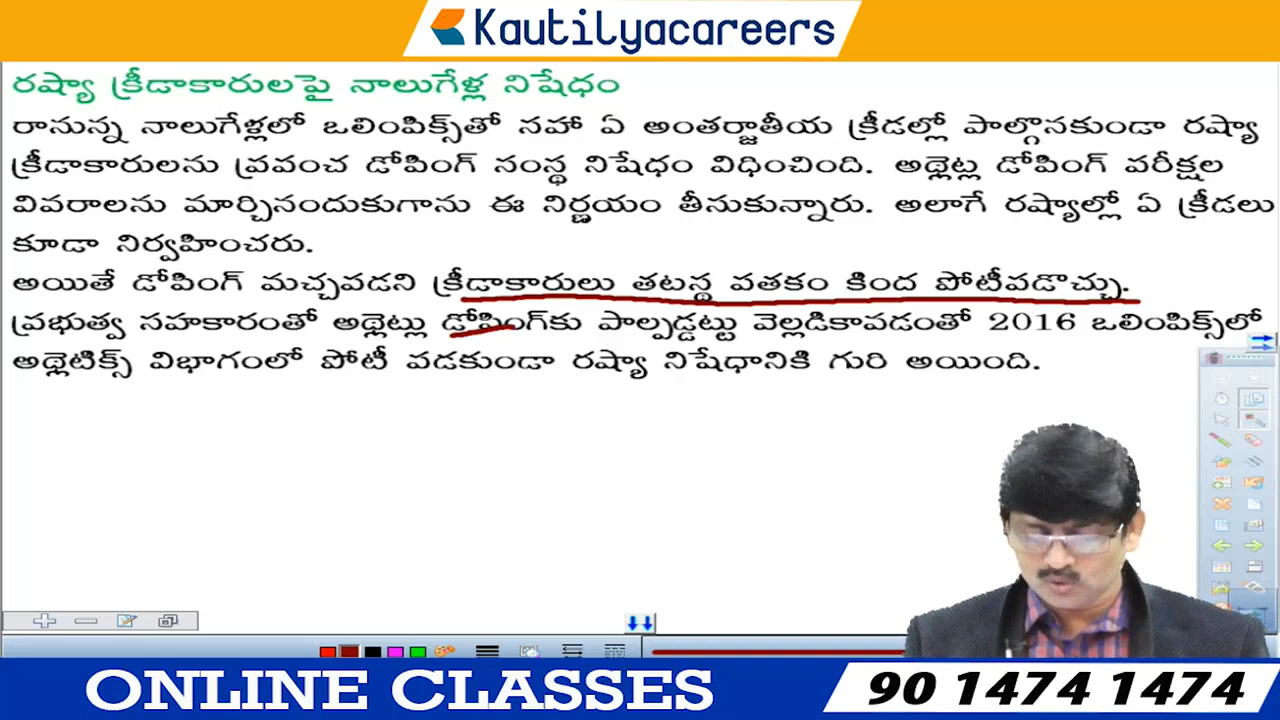 Kautilyacareers
రష్యా క్రీడాకారులపై నాలుగేళ్ల నిషేధం
రానున్న నాలుగేళ్లలో ఒలింపిక్స్‌తో సహా ఏ అంతర్జాతీయ క్రీడల్లో పాల్గొనకుండా రష్యా
క్రీడాకారులను ప్రపంచ డోపింగ్ సంస్థ నిషేధం విధించింది. అథ్లెట్ల డోపింగ్ పరీక్షల
వివరాలను మార్చినందుకుగాను ఈ నిర్ణయం తీసుకున్నారు. అలాగే రష్యాల్లో ఏ క్రీడలు
కూడా నిర్వహించరు.
అయితే డోపింగ్ మచ్చపడని క్రీడాకారులు తటస్థ పతకం కింద పోటీపడొచ్చు.
ప్రభుత్వ సహకారంతో అథ్లెట్లు డోపింగ్‌కు పాల్పడ్డట్టు వెల్లడికావడంతో 2016 ఒలింపిక్స్‌లో
అథ్లెటిక్స్ విభాగంలో పోటీ పడకుండా రష్యా నిషేధానికి గురి అయింది.
ONLINE CLASSES
90 1474 1474